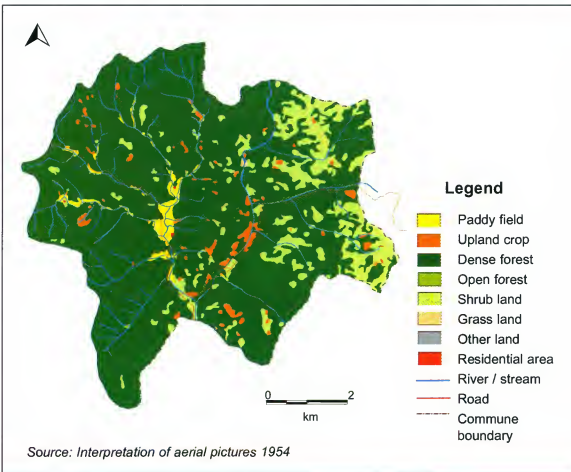 Legend
Paddy field
Upland crop
Dense forest
Open forest
Shrub land
Grass land
Other land
Residential area
River / stream
Road
Commune
boundary
0 2
km
Source: Interpretation of aerial pictures 1954